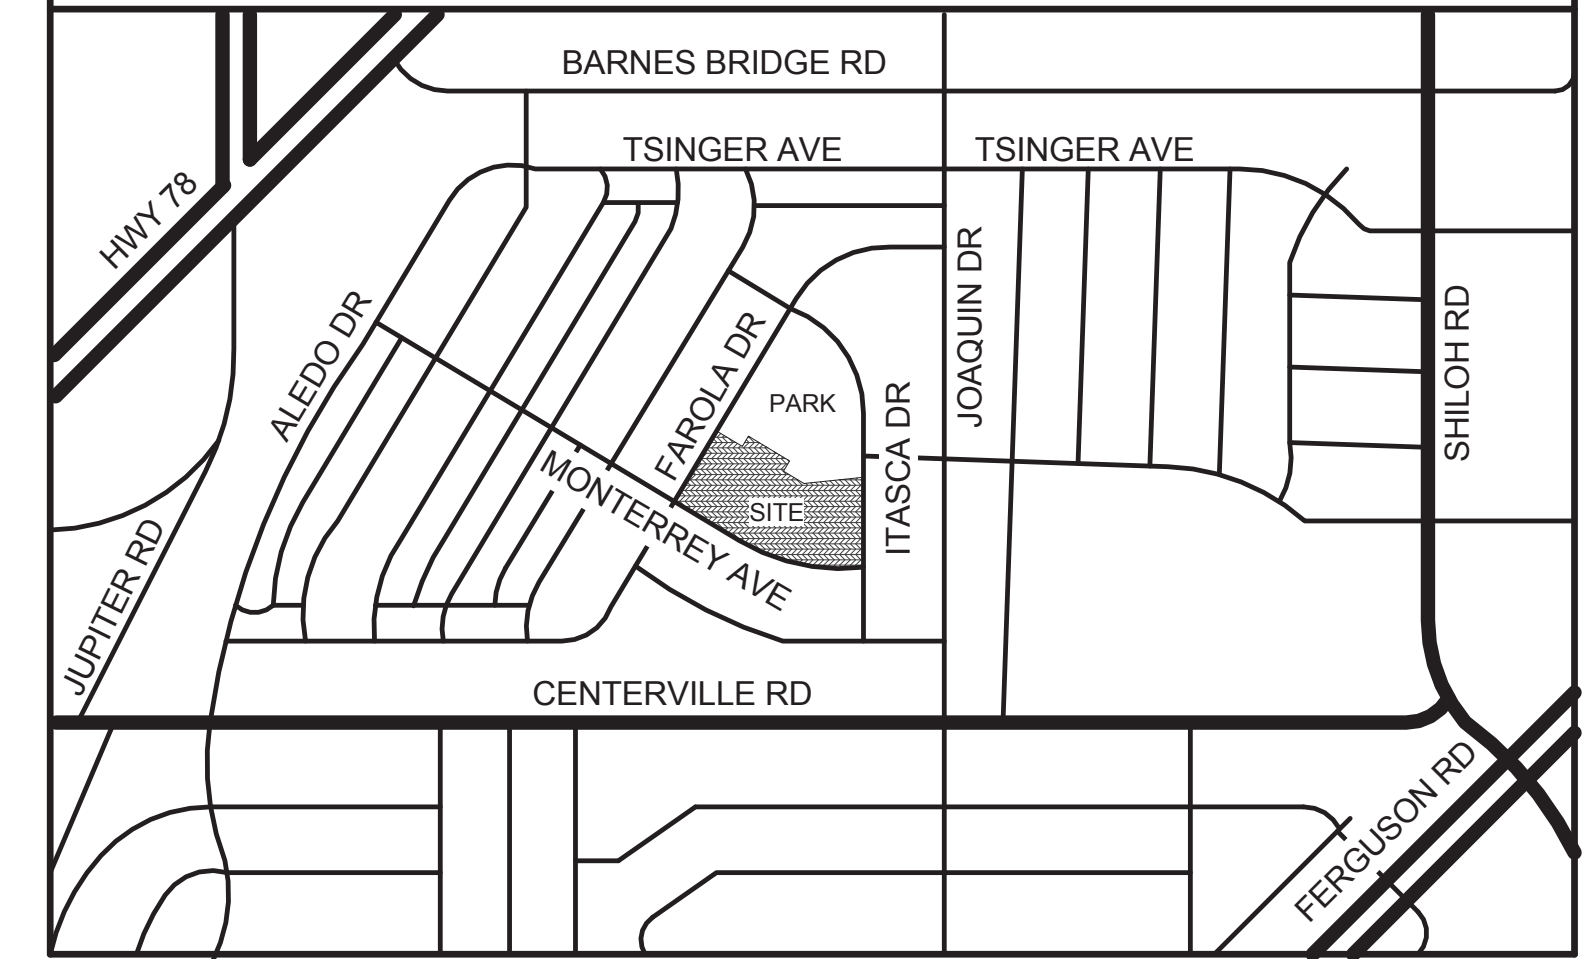 BARNES BRIDGE RD
TSINGER AVE
TSINGER AVE
HWY 78
ALEDO DR
FAROLA DR
PARK
JOAQUIN DR
ITASCA DR
SHILOH RD
SITE
MONTERREY AVE
JUPITER RD
CENTERVILLE RD
FERGUSON RD